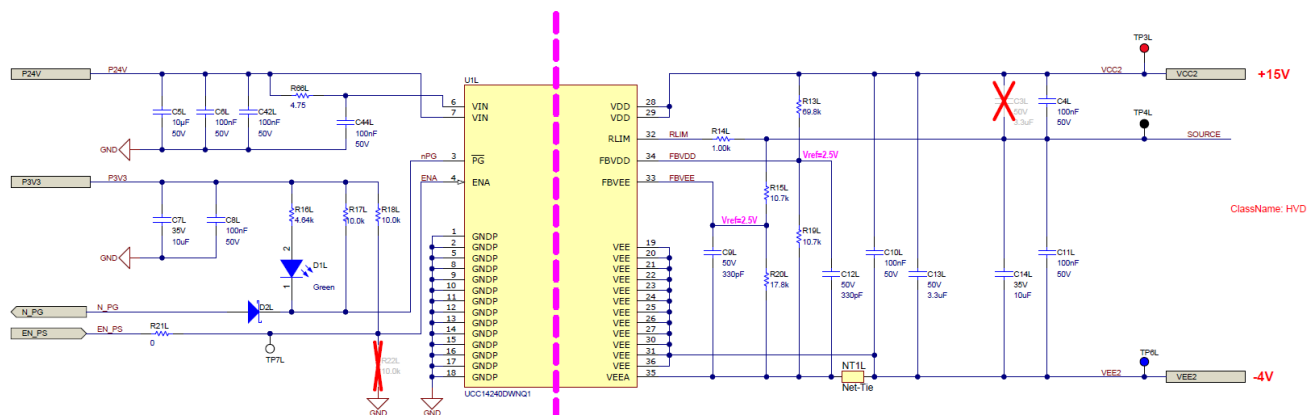 P24V
P24V
R66L
4.75
C5L
10µF
50V
C6L
100nF
50V
C42L
100nF
50V
C44L
100nF
50V
GND
P3V3
P3V3
C7L
35V
10uF
C8L
100nF
50V
GND
R16L
4.64k
R17L
10.0k
R18L
10.0k
2
D1L
Green
1
N_PG
N_PG
D2L
EN_PS
EN_PS
R21L
0
TP7L
R22L
10.0k
GND
GND
nPG
ENA
U1L
6 VIN
7 VIN
3 PG
4 ENA
1 GNDP
2 GNDP
5 GNDP
8 GNDP
9 GNDP
10 GNDP
11 GNDP
12 GNDP
13 GNDP
14 GNDP
15 GNDP
16 GNDP
17 GNDP
18 GNDP
UCC14240DWNQ1
VDD 28
VDD 29
RLIM 32
FBVDD 34
FBVEE 33
VEE 19
VEE 20
VEE 21
VEE 22
VEE 23
VEE 24
VEE 25
VEE 26
VEE 27
VEE 30
VEE 31
VEE 36
VEEA 35
RLIM
FBVDD
FBVEE
R14L
1.00k
Vref=2.5V
Vref=2.5V
R13L
69.8k
R15L
10.7k
R19L
10.7k
R20L
17.8k
C9L
50V
330pF
C12L
50V
330pF
C10L
100nF
50V
C13L
50V
3.3uF
C3L
50V
3.3uF
C4L
100nF
50V
C14L
35V
10uF
C11L
100nF
50V
NT1L
Net-Tie
TP3L
VCC2
VCC2
+15V
TP4L
SOURCE
ClassName: HVD
TP6L
VEE2
VEE2
-4V